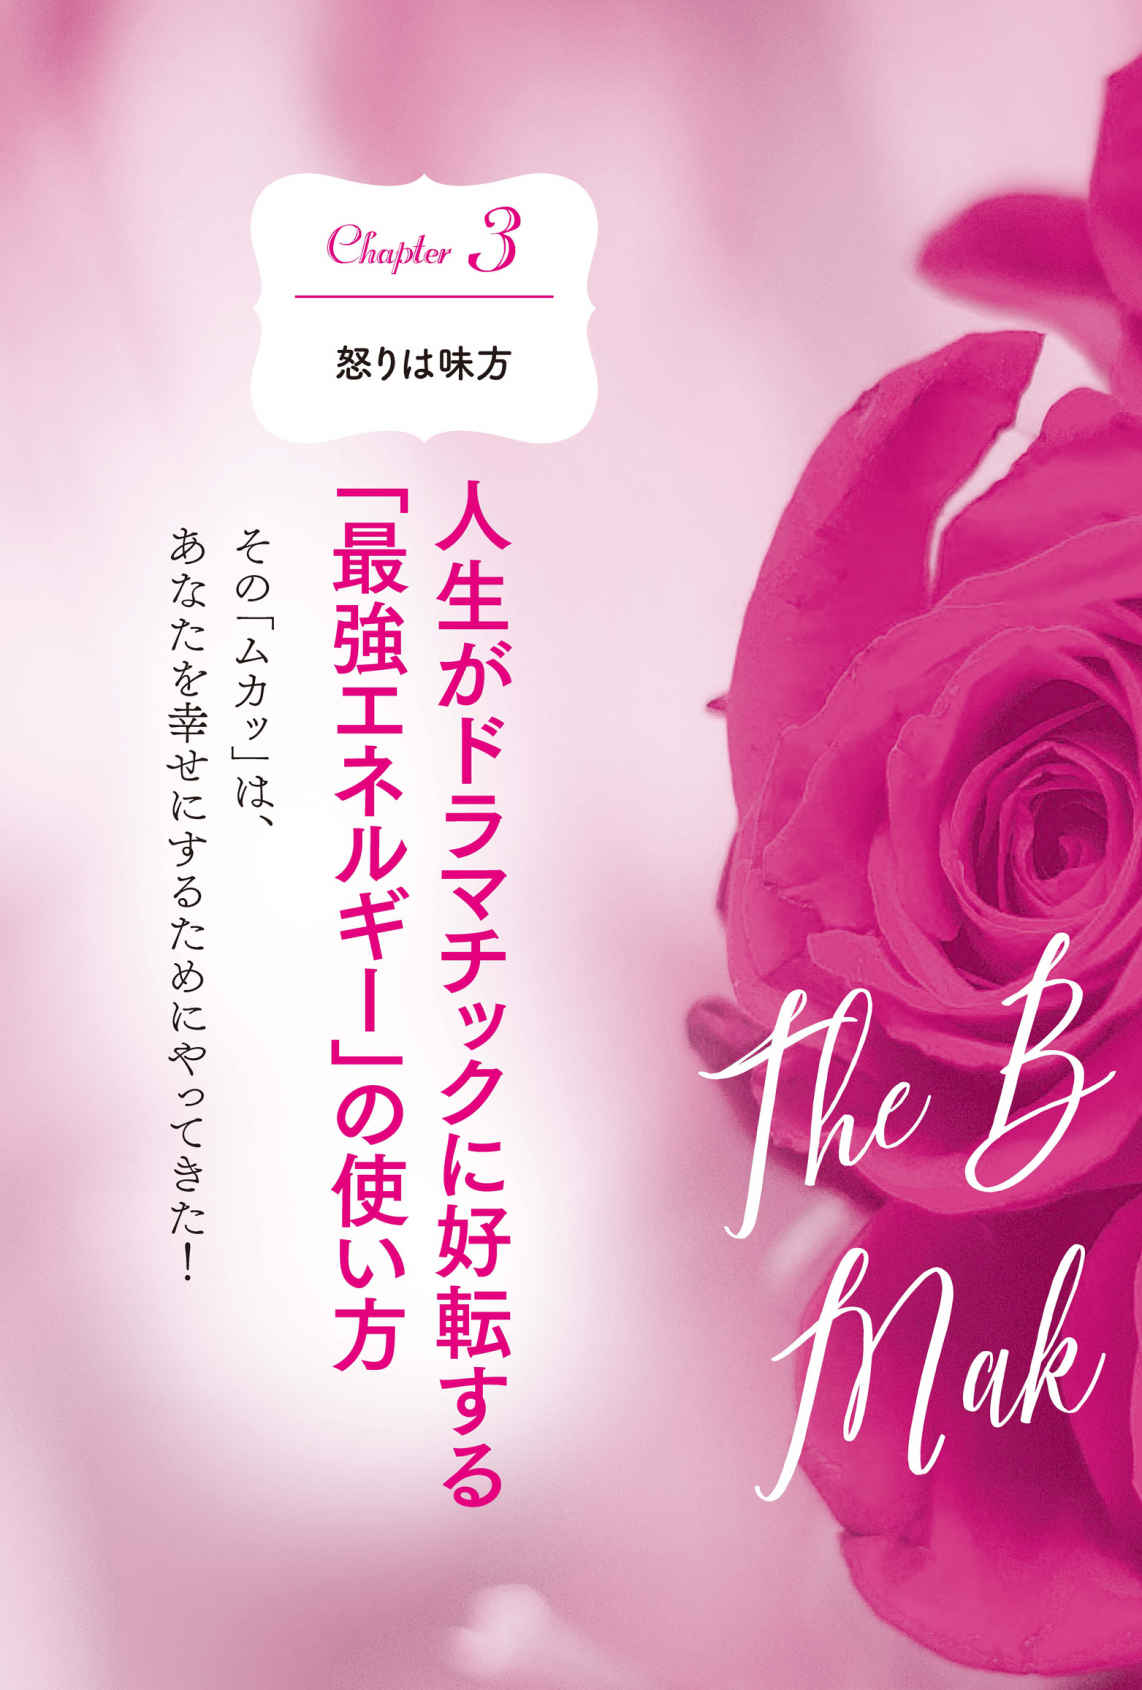 Chapter 3
怒りは味方
人生がドラマチックに好転する
「最強エネルギー」の使い方
その「ムカッ」は、
あなたを幸せにするためにやってきた！
The B
Mak